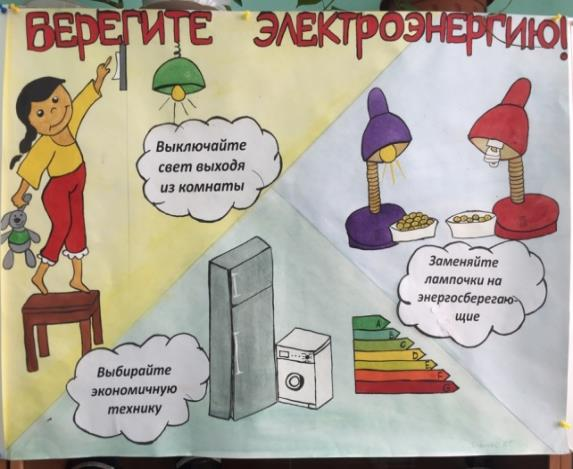 БЕРЕГИТЕ ЭЛЕКТРОЭНЕРГИЮ!
Выключайте
свет выходя
из комнаты
Заменяйте
лампочки на
энергосберегаю-
щие
A
B
C
D
E
F
G
Выбирайте
экономичную
технику